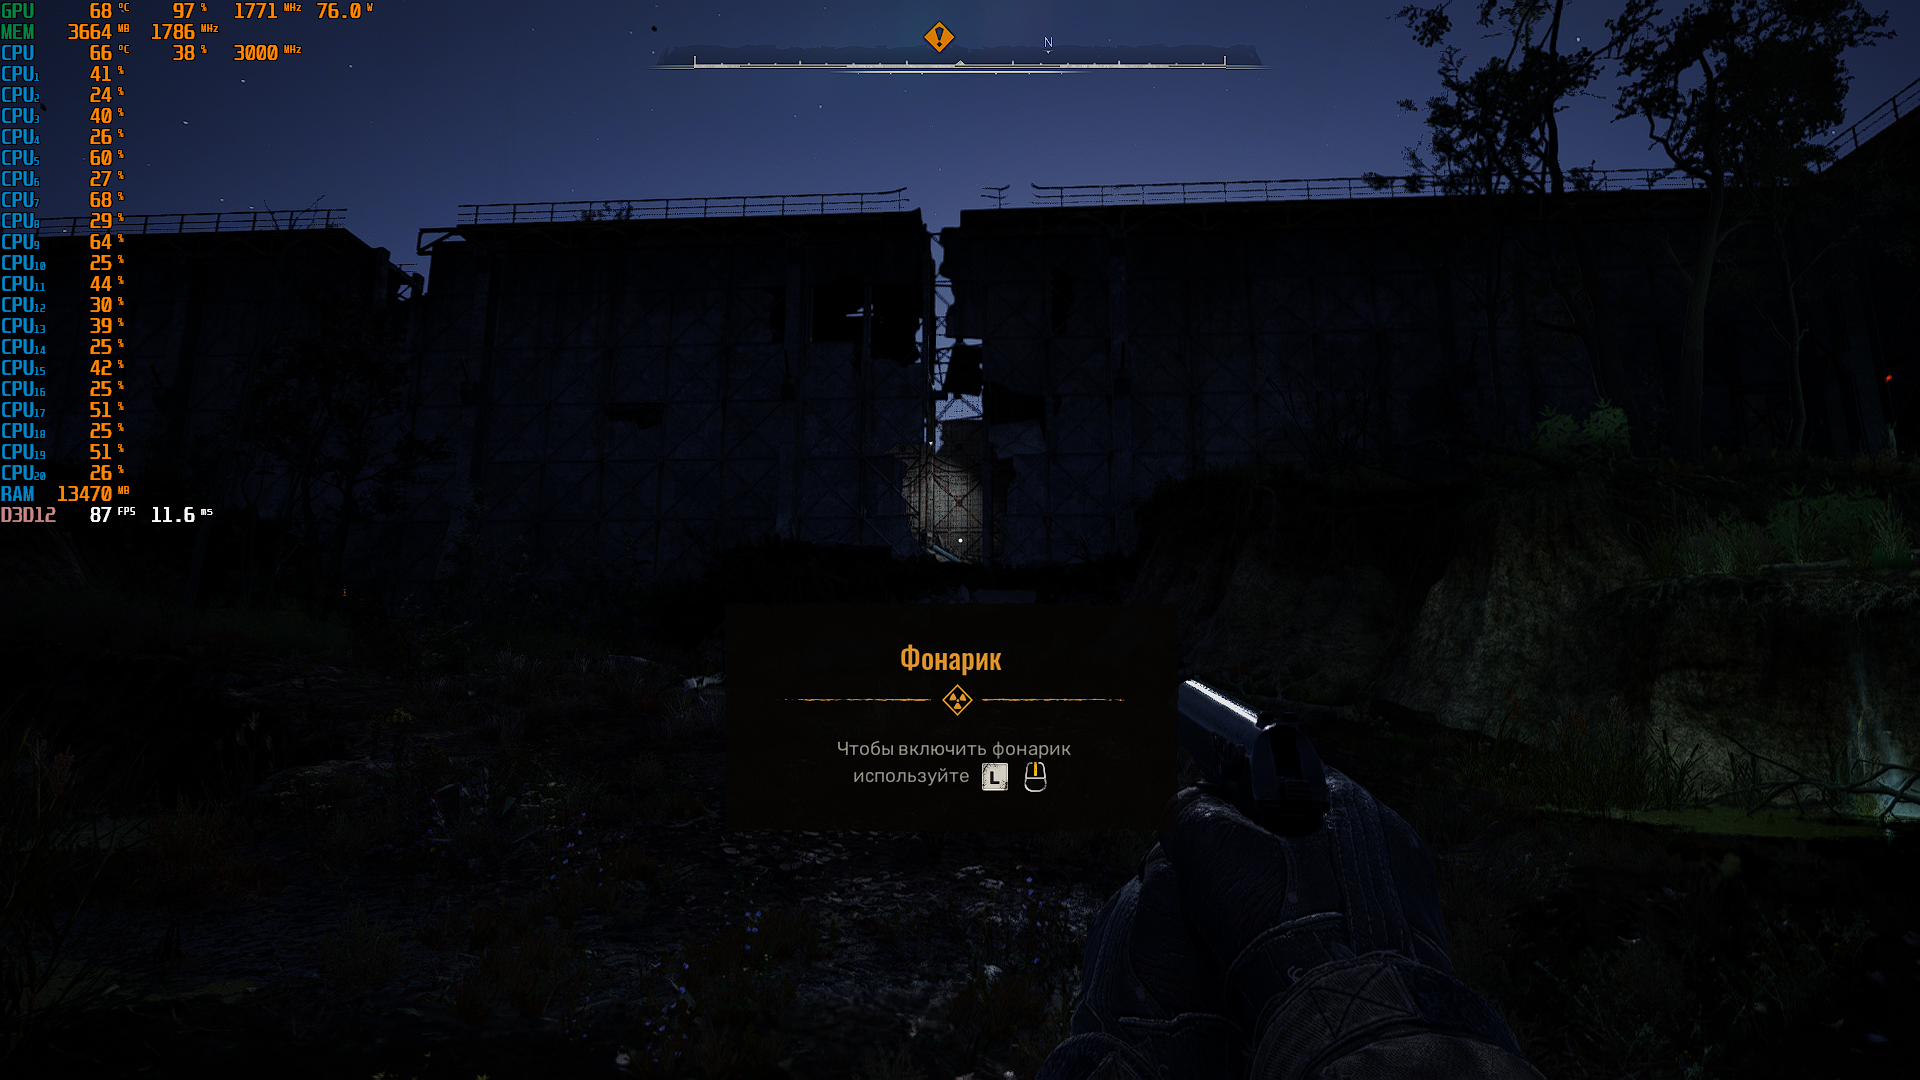 GPU 68 °C 97 % 1771 MHz 76.0 W
MEM 3664 MB 1786 MHz
CPU 66 °C 38 % 3000 MHz
CPU1 41 %
CPU2 24 %
CPU3 40 %
CPU4 26 %
CPU5 60 %
CPU6 27 %
CPU7 68 %
CPU8 29 %
CPU9 64 %
CPU10 25 %
CPU11 44 %
CPU12 30 %
CPU13 39 %
CPU14 25 %
CPU15 42 %
CPU16 25 %
CPU17 51 %
CPU18 25 %
CPU19 51 %
CPU20 26 %
RAM 13470 MB
D3D12 87 FPS 11.6 ms
N
Фонарик
Чтобы включить фонарик
используйте L